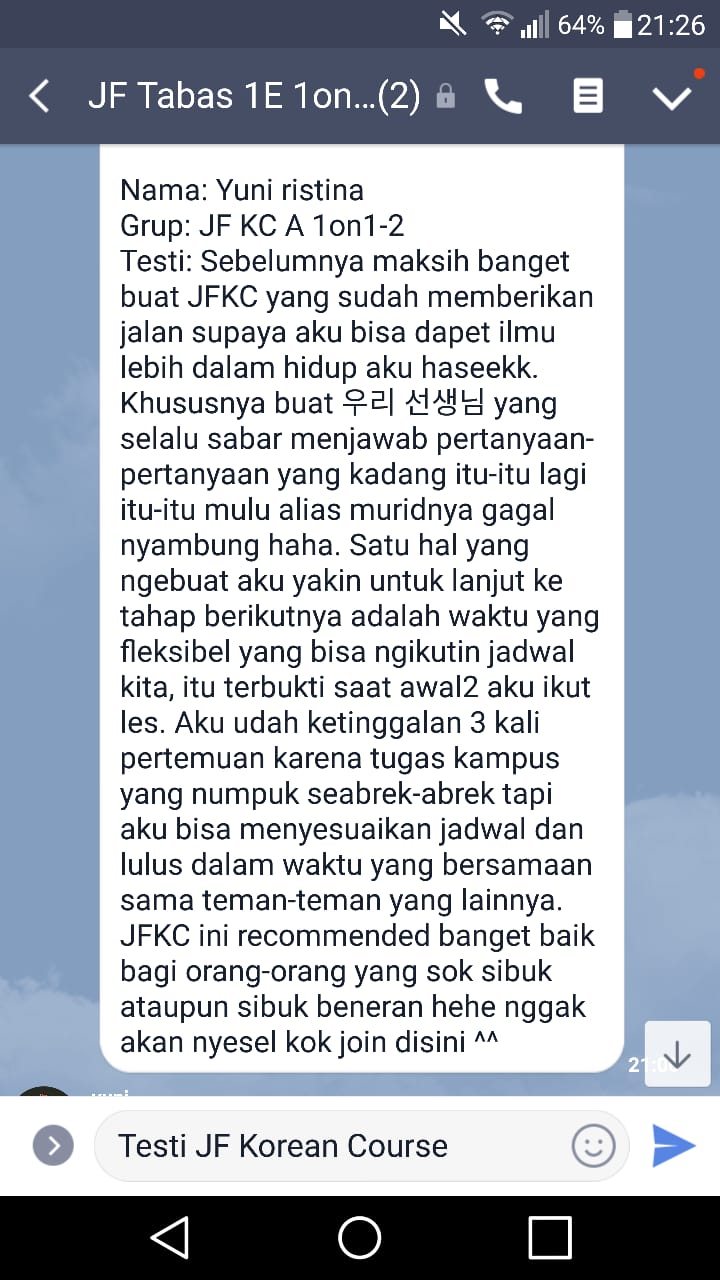 64% 21:26
JF Tabas 1E 1on...(2)
Nama: Yuni ristina
Grup: JF KC A 1on1-2
Testi: Sebelumnya maksih banget
buat JFKC yang sudah memberikan
jalan supaya aku bisa dapet ilmu
lebih dalam hidup aku haseekk.
Khususnya buat 우리 선생님 yang
selalu sabar menjawab pertanyaan-
pertanyaan yang kadang itu-itu lagi
itu-itu mulu alias muridnya gagal
nyambung haha. Satu hal yang
ngebuat aku yakin untuk lanjut ke
tahap berikutnya adalah waktu yang
fleksibel yang bisa ngikutin jadwal
kita, itu terbukti saat awal2 aku ikut
les. Aku udah ketinggalan 3 kali
pertemuan karena tugas kampus
yang numpuk seabrek-abrek tapi
aku bisa menyesuaikan jadwal dan
lulus dalam waktu yang bersamaan
sama teman-teman yang lainnya.
JFKC ini recommended banget baik
bagi orang-orang yang sok sibuk
ataupun sibuk beneran hehe nggak
akan nyesel kok join disini ^^
Testi JF Korean Course